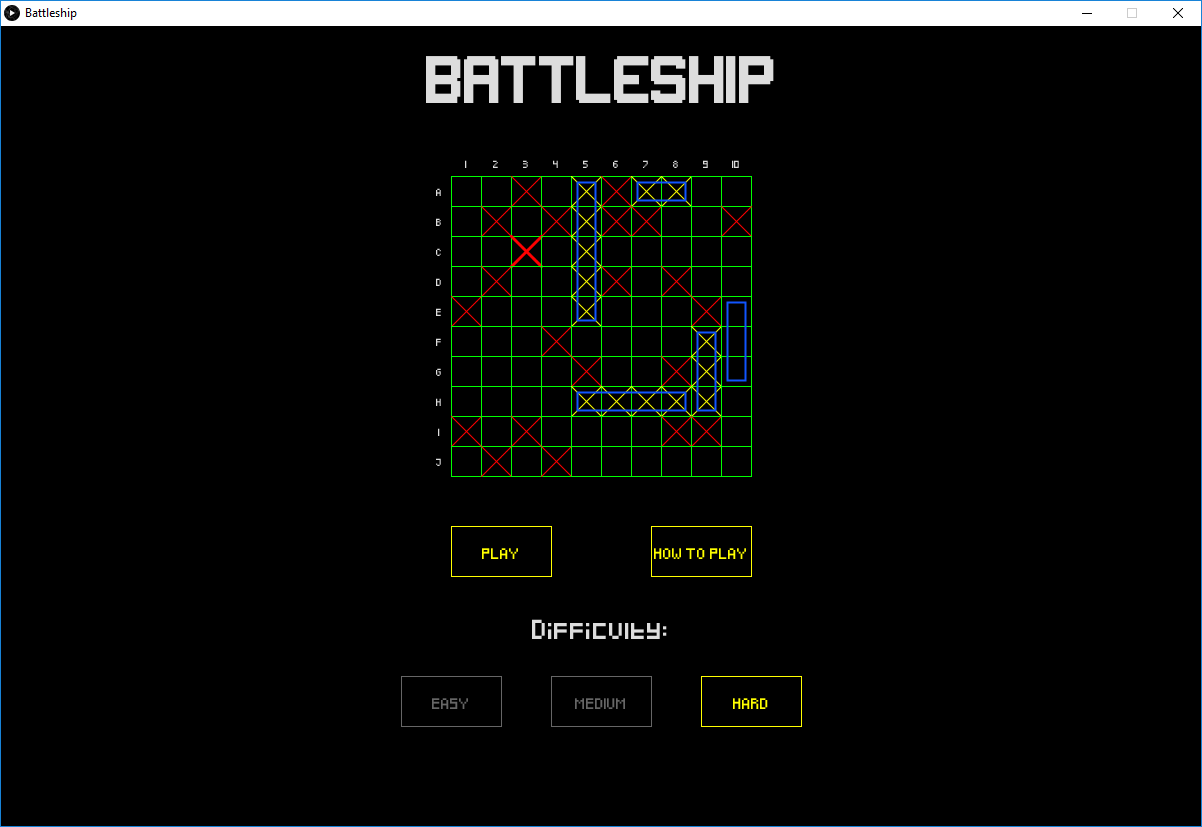 Battleship
BATTLESHIP
1 2 3 4 5 6 7 8 9 10
A
B
C
D
E
F
G
H
I
J
PLAY HOW TO PLAY
Difficulty:
EASY MEDIUM HARD